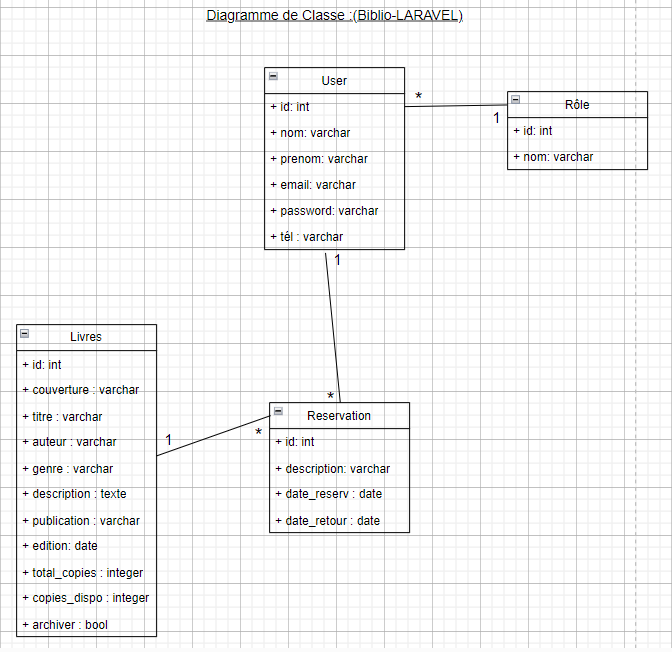 Diagramme de Classe :(Biblio-LARAVEL)
User
+ id: int
+ nom: varchar
+ prenom: varchar
+ email: varchar
+ password: varchar
+ tél : varchar
*
1
Rôle
+ id: int
+ nom: varchar
1
*
Livres
+ id: int
+ couverture : varchar
+ titre : varchar
+ auteur : varchar
+ genre : varchar
+ description : texte
+ publication : varchar
+ edition: date
+ total_copies : integer
+ copies_dispo : integer
+ archiver : bool
1
*
Reservation
+ id: int
+ description: varchar
+ date_reserv : date
+ date_retour : date